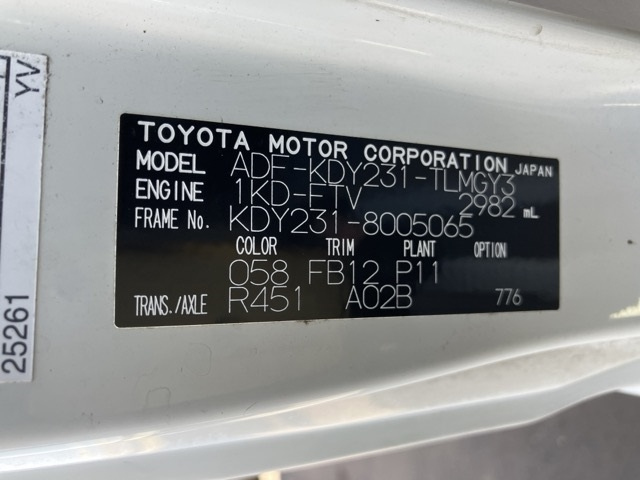 TOYOTA MOTOR CORPORATION JAPAN
MODEL ADF-KDY231-TLMGY3
ENGINE 1KD-FTV 2982 mL
FRAME No. KDY231-8005065
COLOR TRIM PLANT OPTION
058 FB12 P11
TRANS./AXLE R451 A02B 776
25261 YV